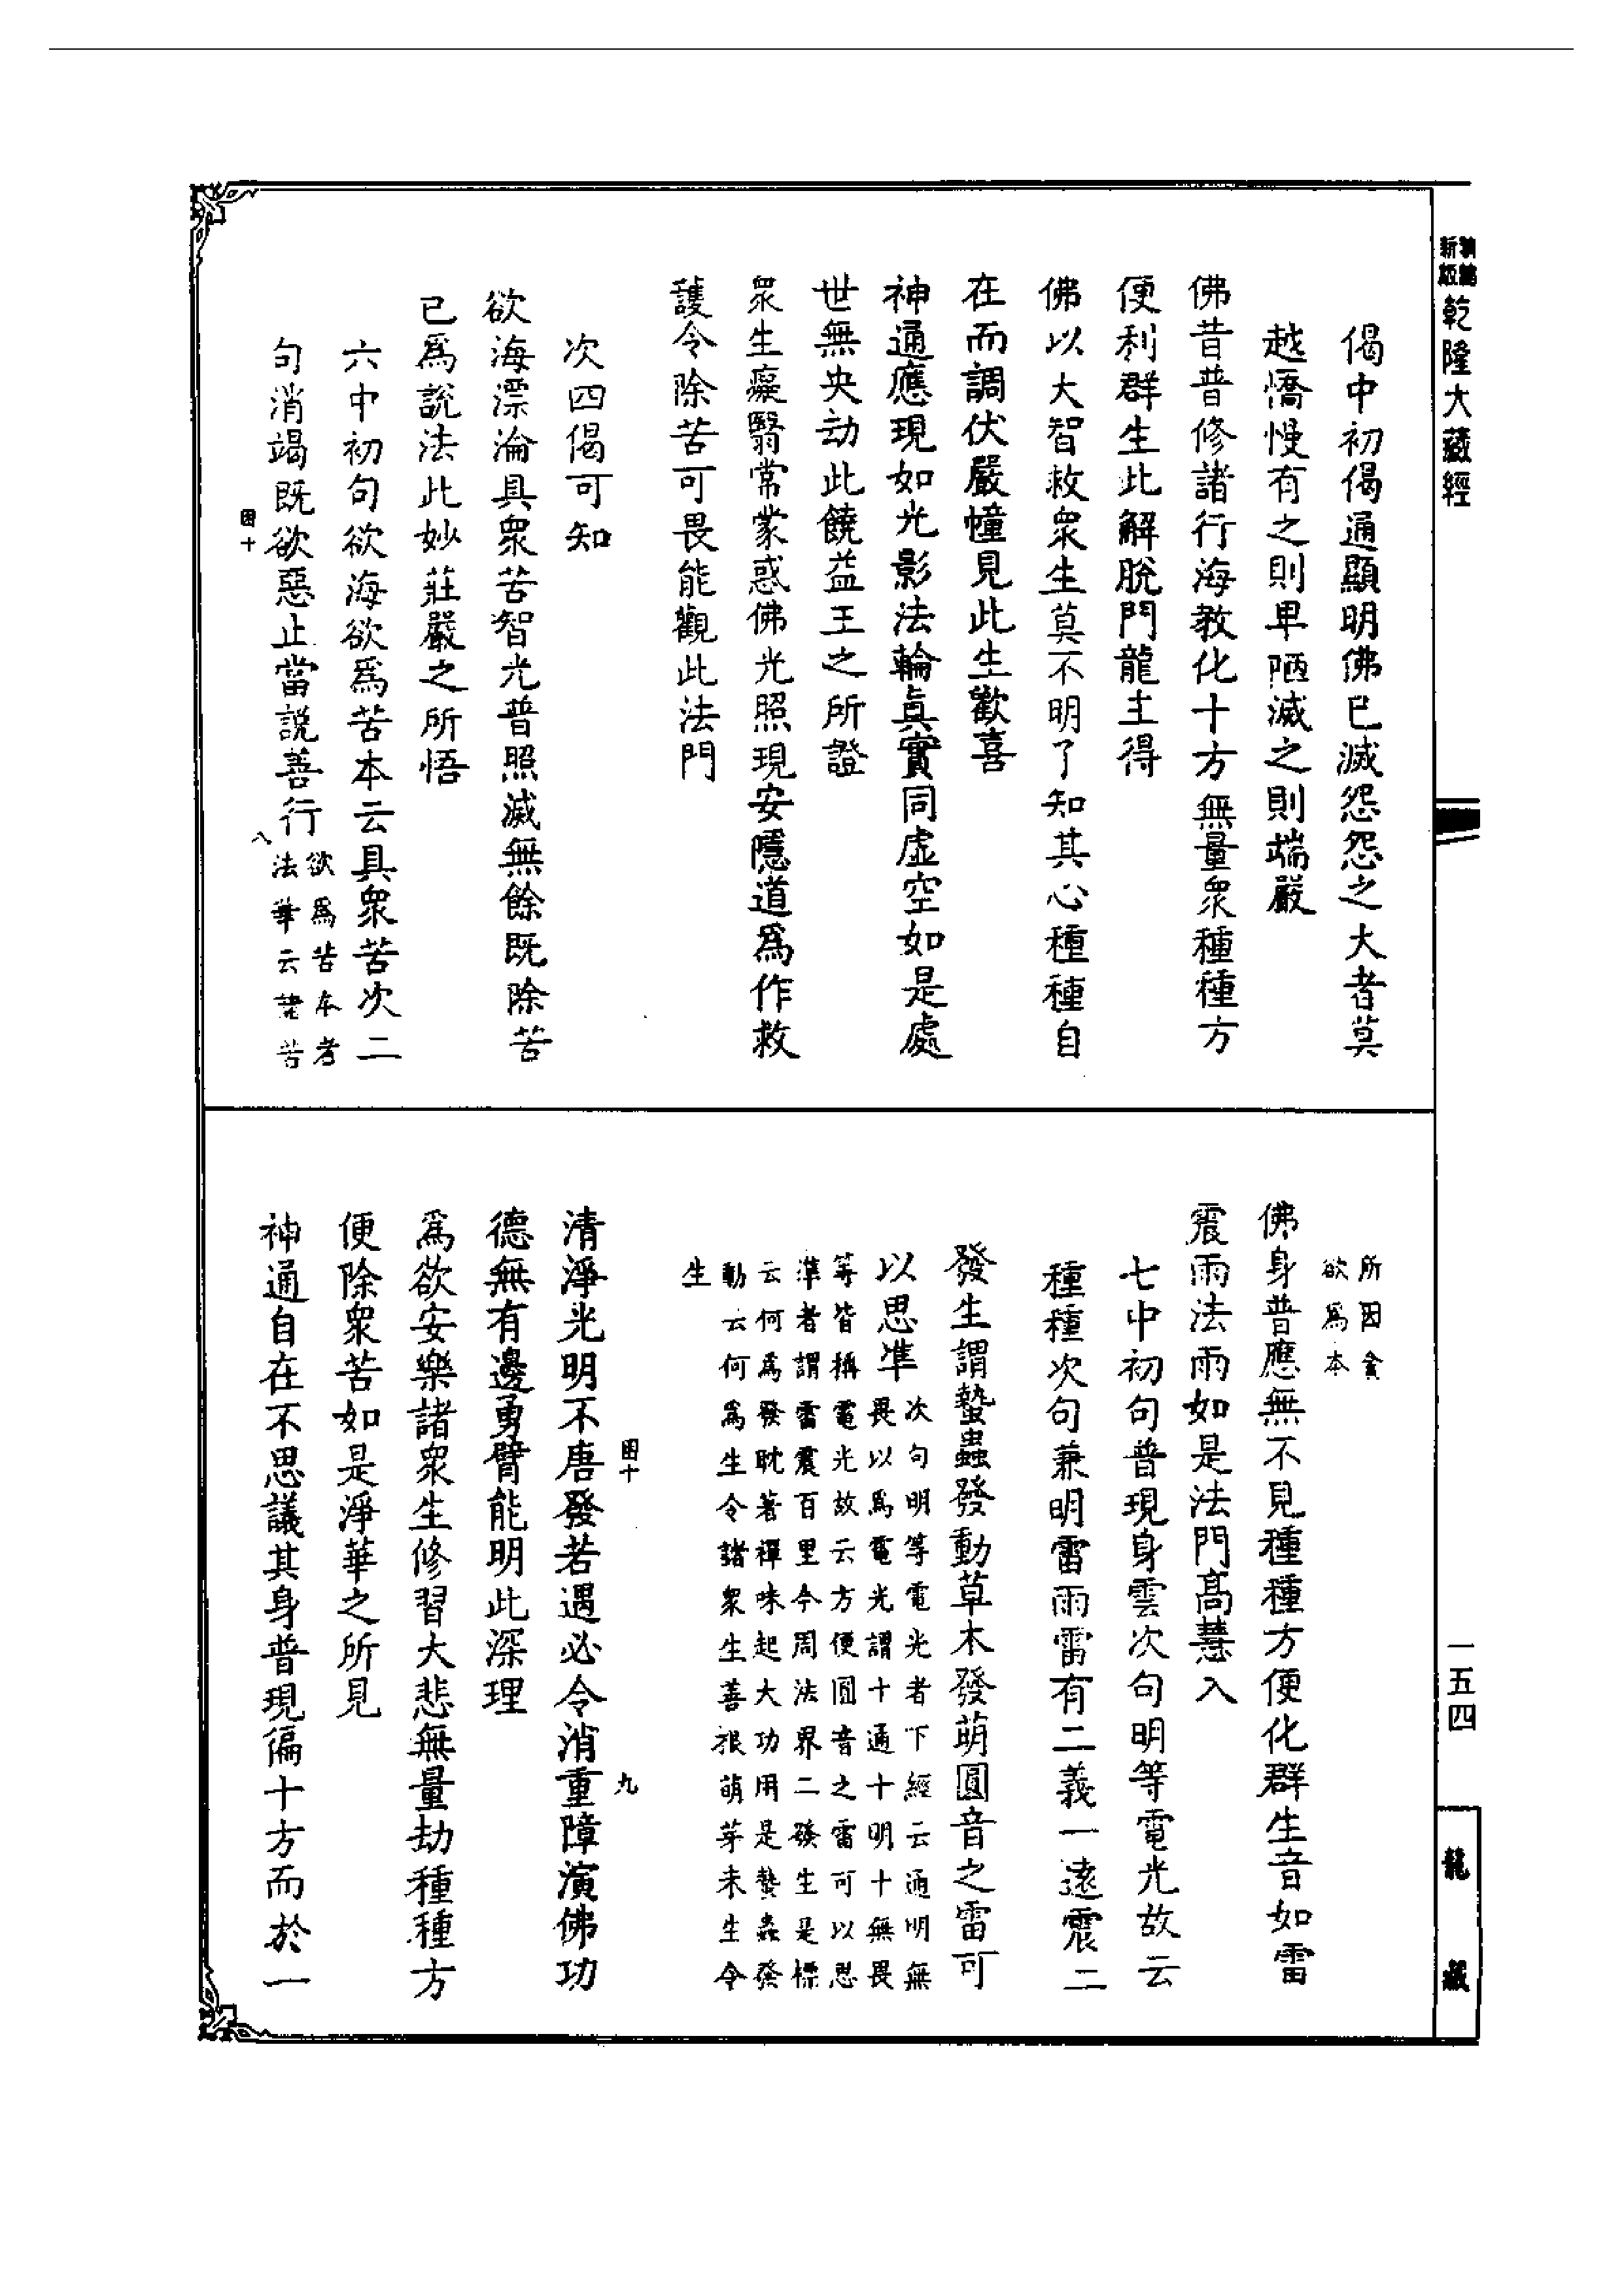 新版
乾隆大藏經
偈中初偈通顯明佛已滅怨怨之大者莫
越憍慢有之則卑陋滅之則端嚴
佛昔普修諸行海教化十方無量衆種種方
便利群生此解脫門龍主得
佛以大智救衆生莫不明了知其心種種自
在而調伏嚴幢見此生歡喜
神通應現如光影法輪眞實同虛空如是處
世無央劫此饒益王之所證
衆生癡翳常蒙惑佛光照現安隱道爲作救
護令除苦可畏能觀此法門
次四偈可知
欲海漂淪具衆苦智光普照滅無餘旣除苦
已爲說法此妙莊嚴之所悟
六中初句欲海欲爲苦本云具衆苦次二
句消竭旣欲惡止當説善行
欲爲苦本者
法華云諸苦
八
所因貪
欲爲本
佛身普應無不見種種方便化群生音如雷
震雨法雨如是法門高慧入
七中初句普現身雲次句明等電光故云
種種次句兼明雷雨雷有二義一遠震二
發生謂蟄蟲發動草木發萌圓音之雷可
以思準
次句明等電光者下經云通明無
畏以爲電光謂十通十明十無畏
等皆稱電光故云方便圓音之雷可以思
準者謂雷震百里今周法界二發生是標
云何爲發耽著禪味起大功用是蟄蟲發
動云何爲生令諸衆生善根萌芽未生令
生
九
清淨光明不唐發若遇必令消重障演佛功
德無有邊勇臂能明此深理
爲欲安樂諸衆生修習大悲無量劫種種方
便除衆苦如是淨華之所見
神通自在不思議其身普現徧十方而於一
一五四
龍藏